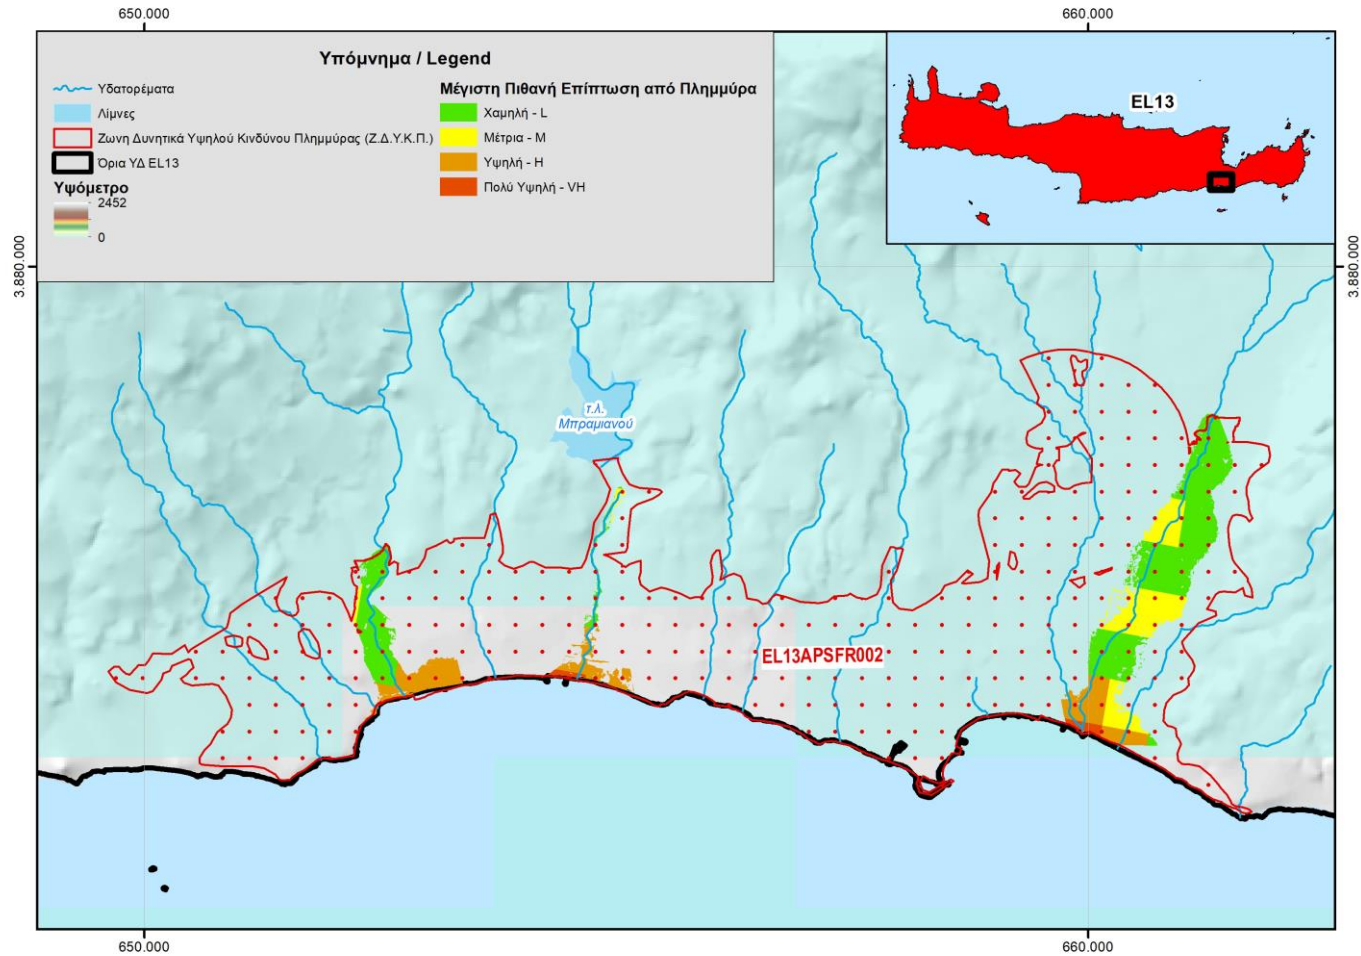 650.000
660.000
Υπόμνημα / Legend
Υδατορέματα
Λίμνες
Ζωνη Δυνητικά Υψηλού Κινδύνου Πλημμύρας (Ζ.Δ.Υ.Κ.Π.)
Όρια ΥΔ EL13
Υψόμετρο
2452
0
Μέγιστη Πιθανή Επίπτωση από Πλημμύρα
Χαμηλή - L
Μέτρια - M
Υψηλή - H
Πολύ Υψηλή - VH
EL13
3.880.000
3.880.000
τ.λ.
Μπραμιανού
EL13APSFR002
650.000
660.000